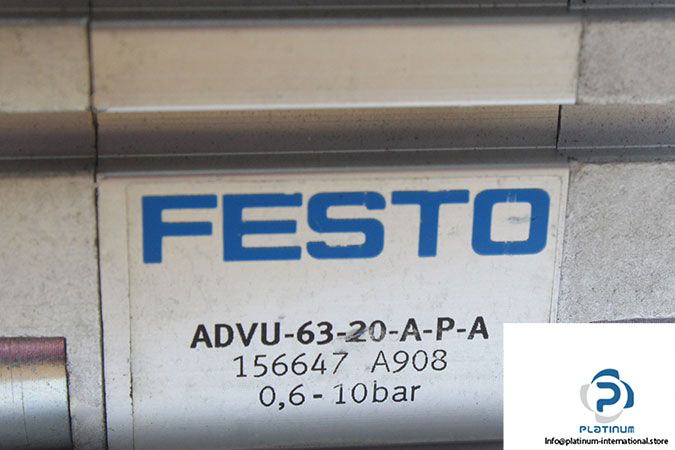 FESTO
ADVU-63-20-A-P-A
156647 A908
0,6-10bar
P
PLATINUM
Info@platinum-international.store